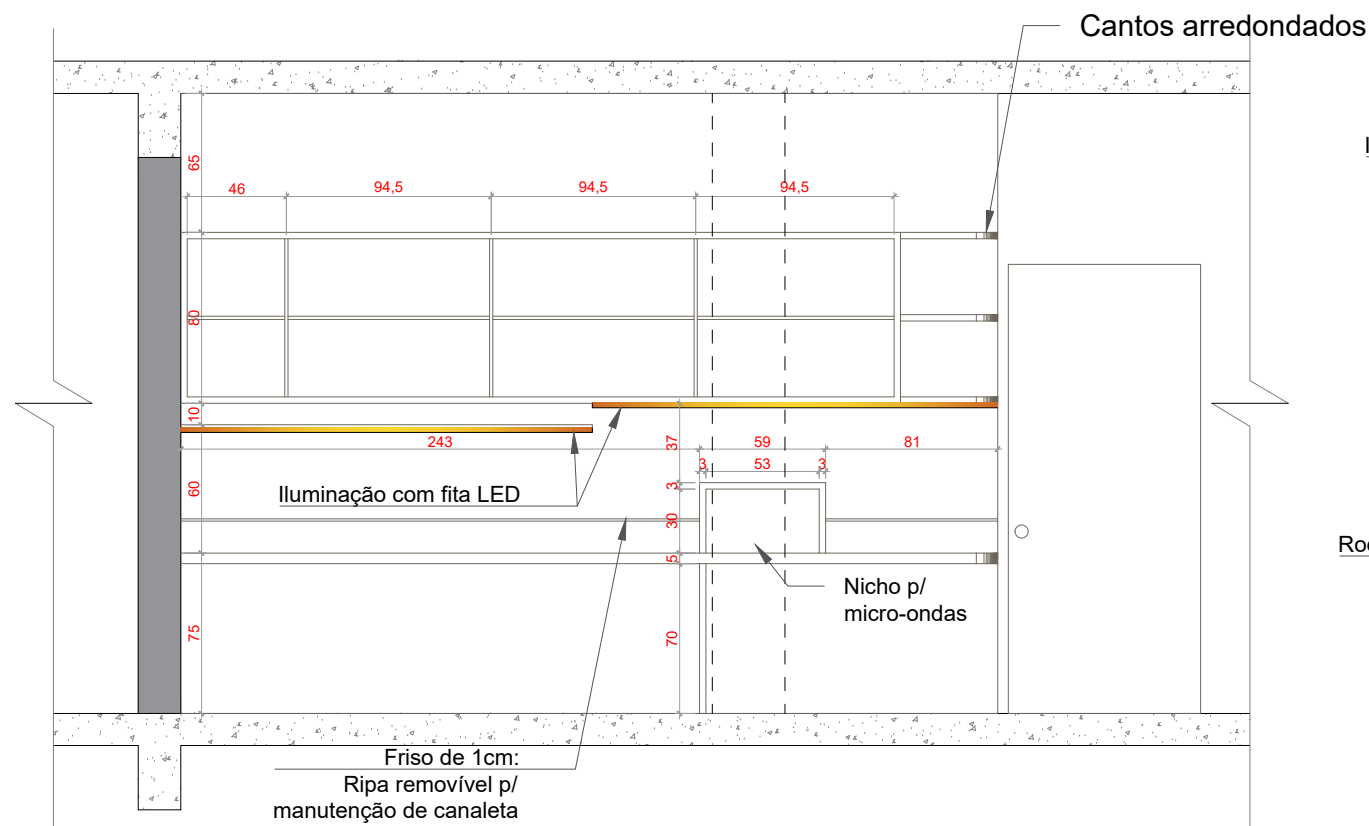 Cantos arredondados
I
65
46
94,5
94,5
94,5
80
10
243
37
59
81
3
53
3
3
60
Iluminação com fita LED
30
Roc
5
Nicho p/
micro-ondas
75
70
Friso de 1cm:
Ripa removível p/
manutenção de canaleta